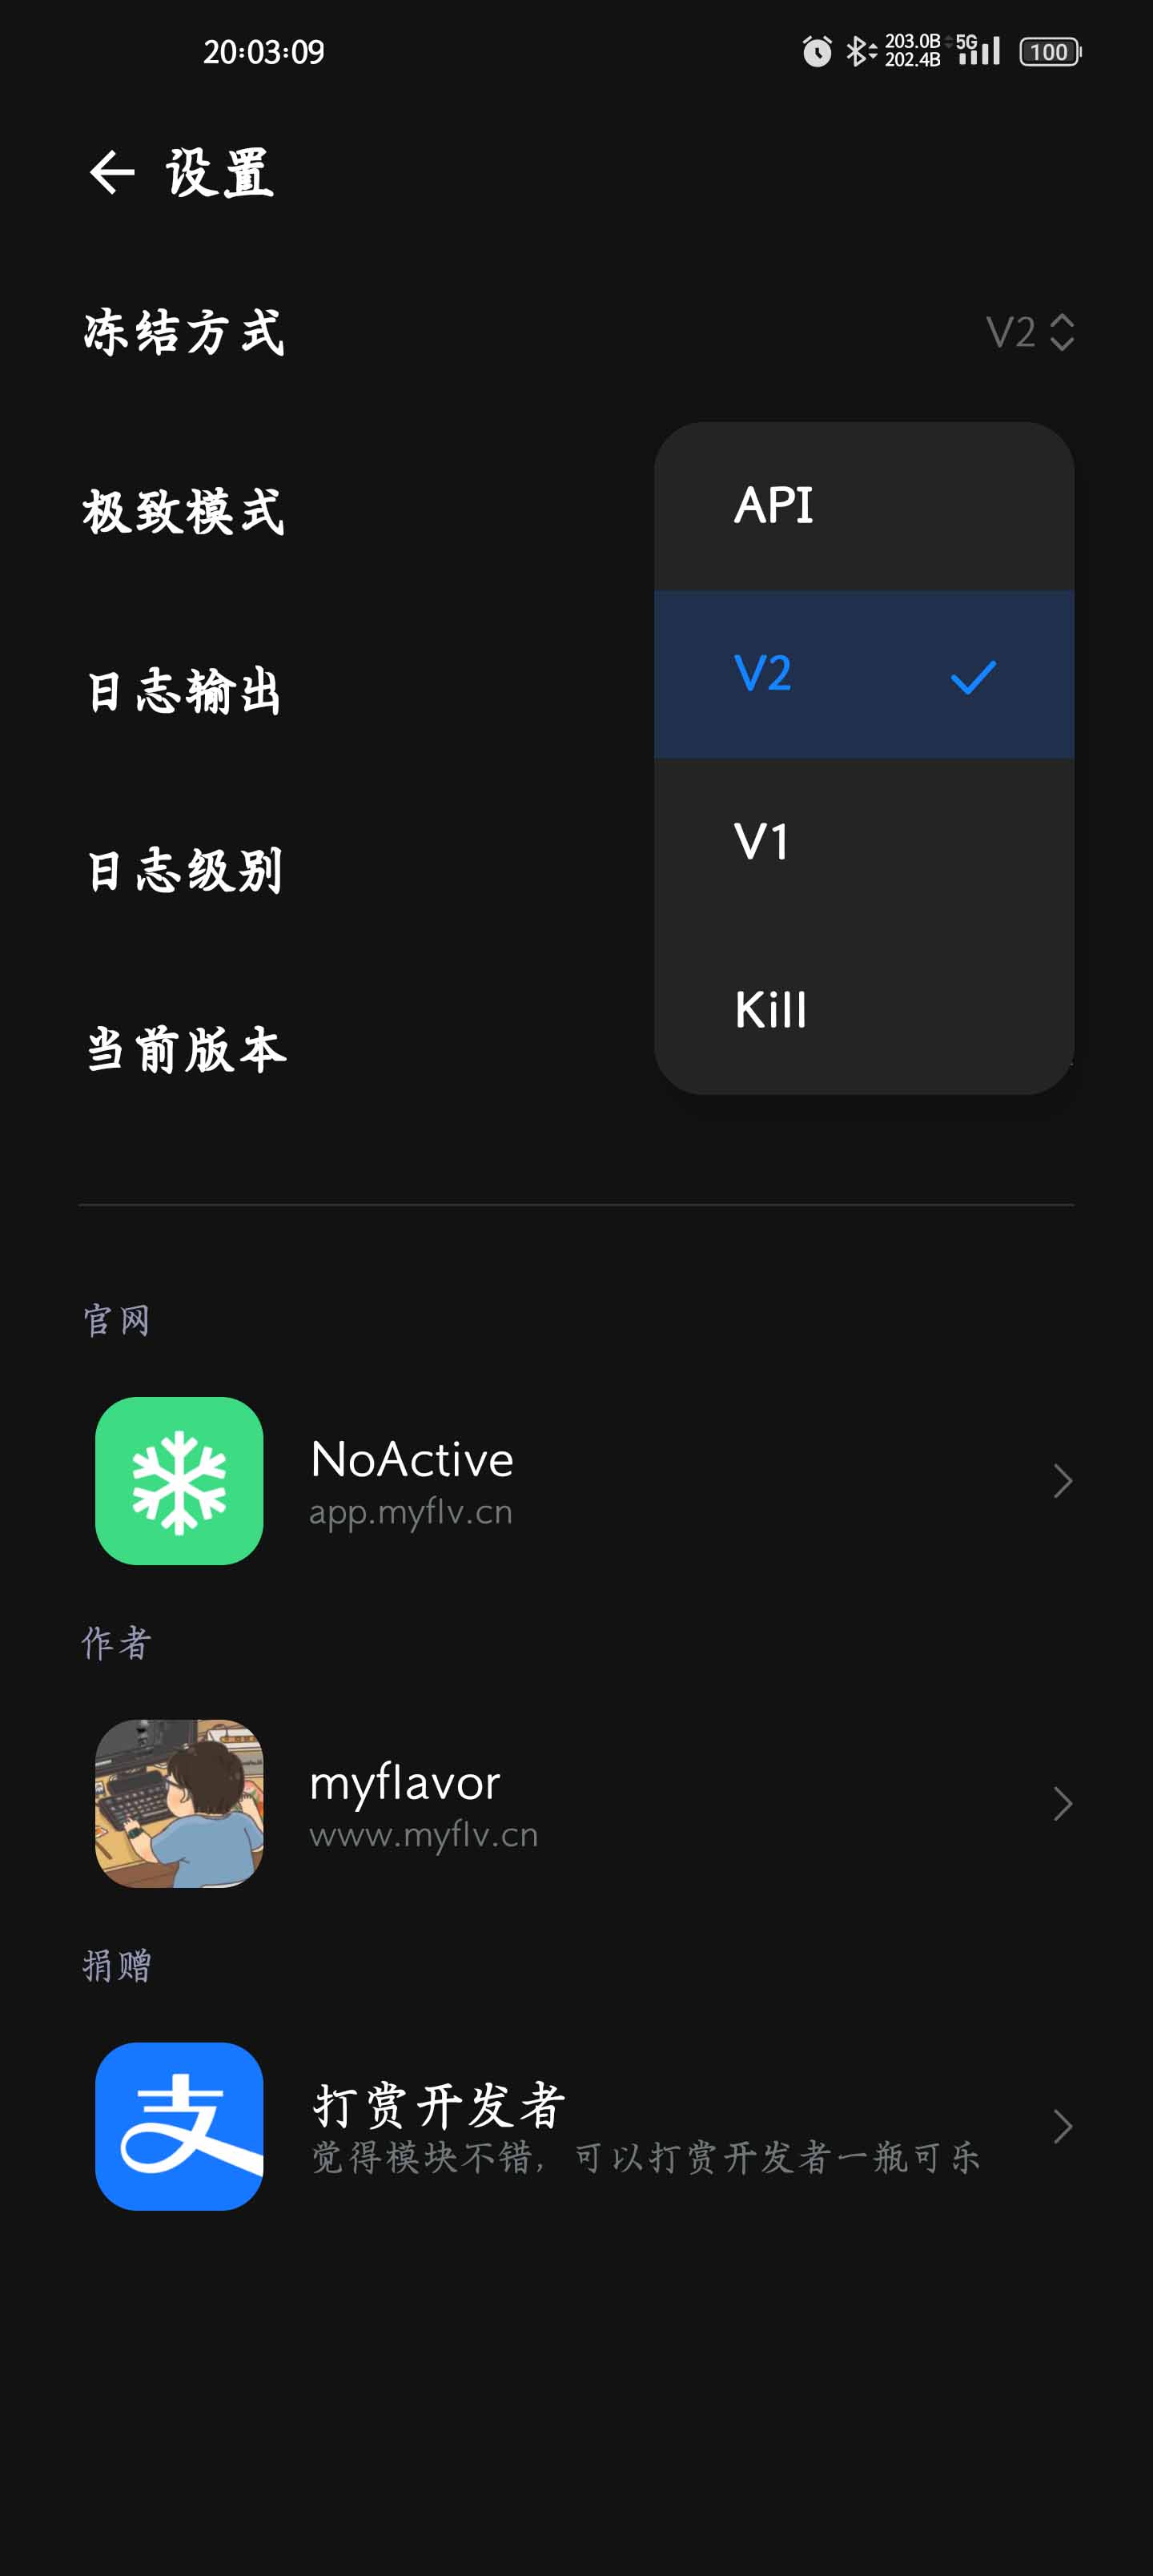 20:03:09
203.0B
202.4B
5G
100
设置
冻结方式
V2
API
极致模式
V2
日志输出
V1
日志级别
Kill
当前版本
官网
NoActive
app.myflv.cn
作者
myflavor
www.myflv.cn
捐赠
支
打赏开发者
觉得模块不错，可以打赏开发者一瓶可乐